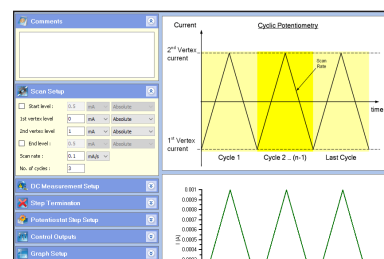 Comments
Scan Setup
Start level: 0.5 mA Absolute
1st vertex level 0 mA Absolute
2nd vertex level 1 mA Absolute
End level: 0.5 mA Absolute
Scan rate: 0.1 mA/s
No. of cycles: 3
DC Measurement Setup
Step Termination
Potentiostat Step Setup
Control Outputs
Graph Setup
Current Cyclic Potentiometry
2nd Vertex
current
Scan
Rate
time
1st Vertex
current
Cycle 1 Cycle 2 .. (n-1) Last Cycle
0.001
0.0009
0.0008
0.0007
0.0006
0.0005
0.0004
I (A)